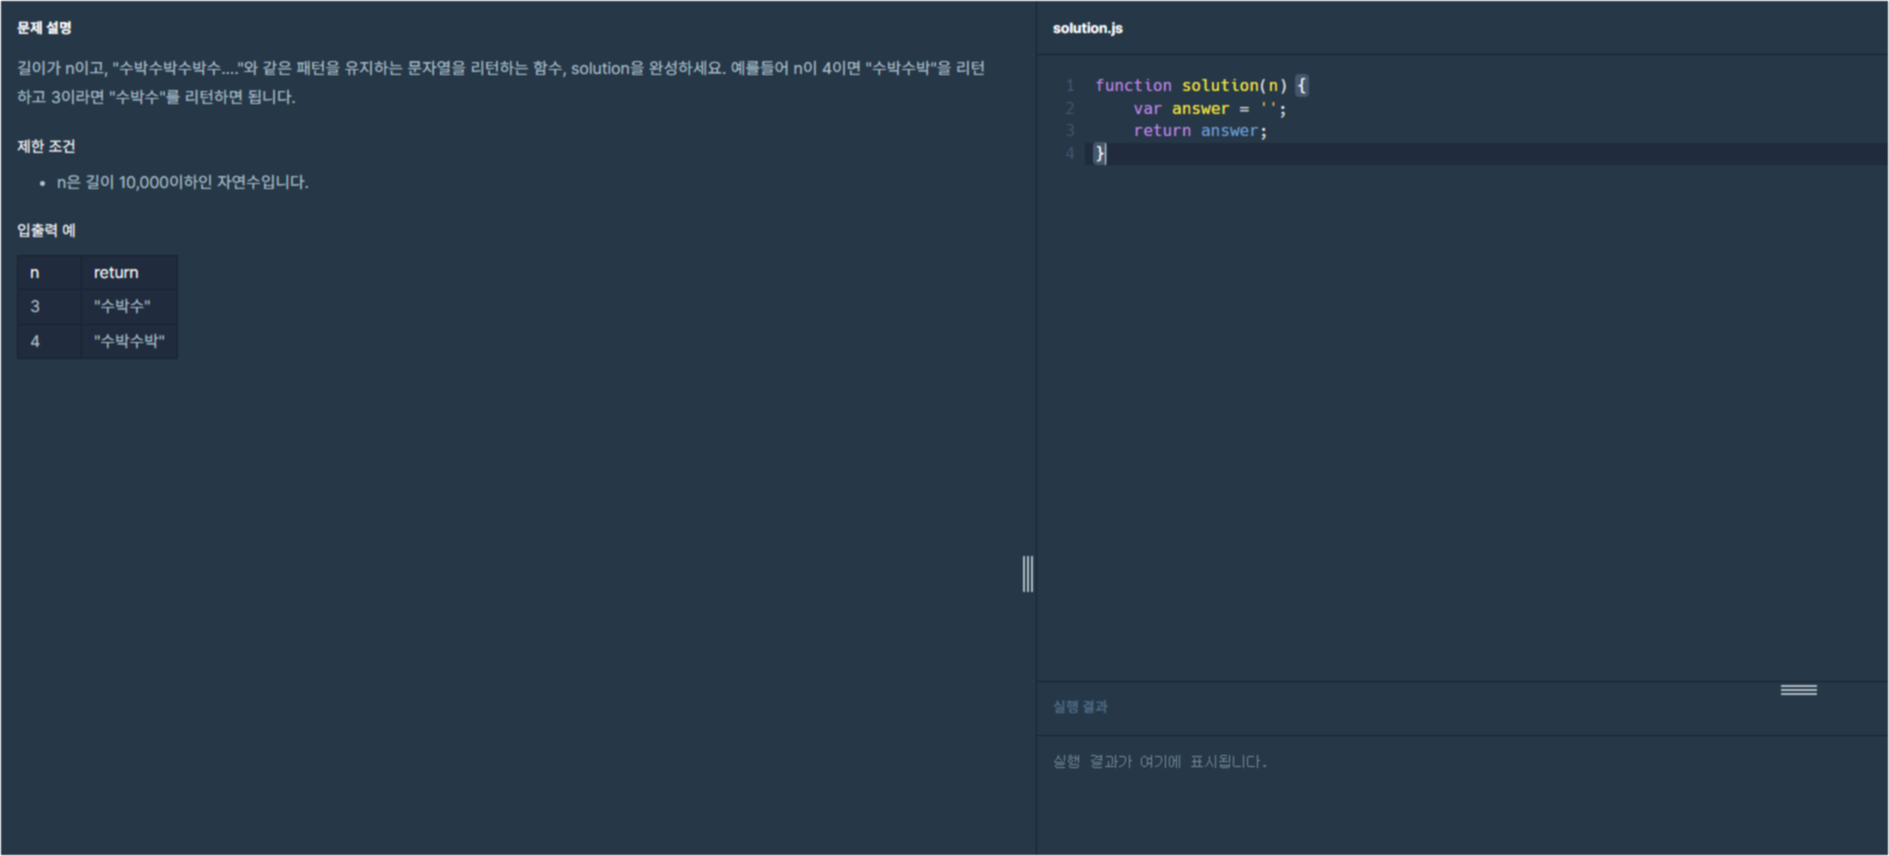 문제 설명
길이가 n이고, "수박수박수박수...."와 같은 패턴을 유지하는 문자열을 리턴하는 함수, solution을 완성하세요. 예를들어 n이 4이면 "수박수박"을 리턴
하고 3이라면 "수박수"를 리턴하면 됩니다.
제한 조건
• n은 길이 10,000이하인 자연수입니다.
입출력 예
n return
3 "수박수"
4 "수박수박"
solution.js
1 function solution(n) {
2     var answer = '';
3     return answer;
4 }
실행 결과
실행 결과가 여기에 표시됩니다.